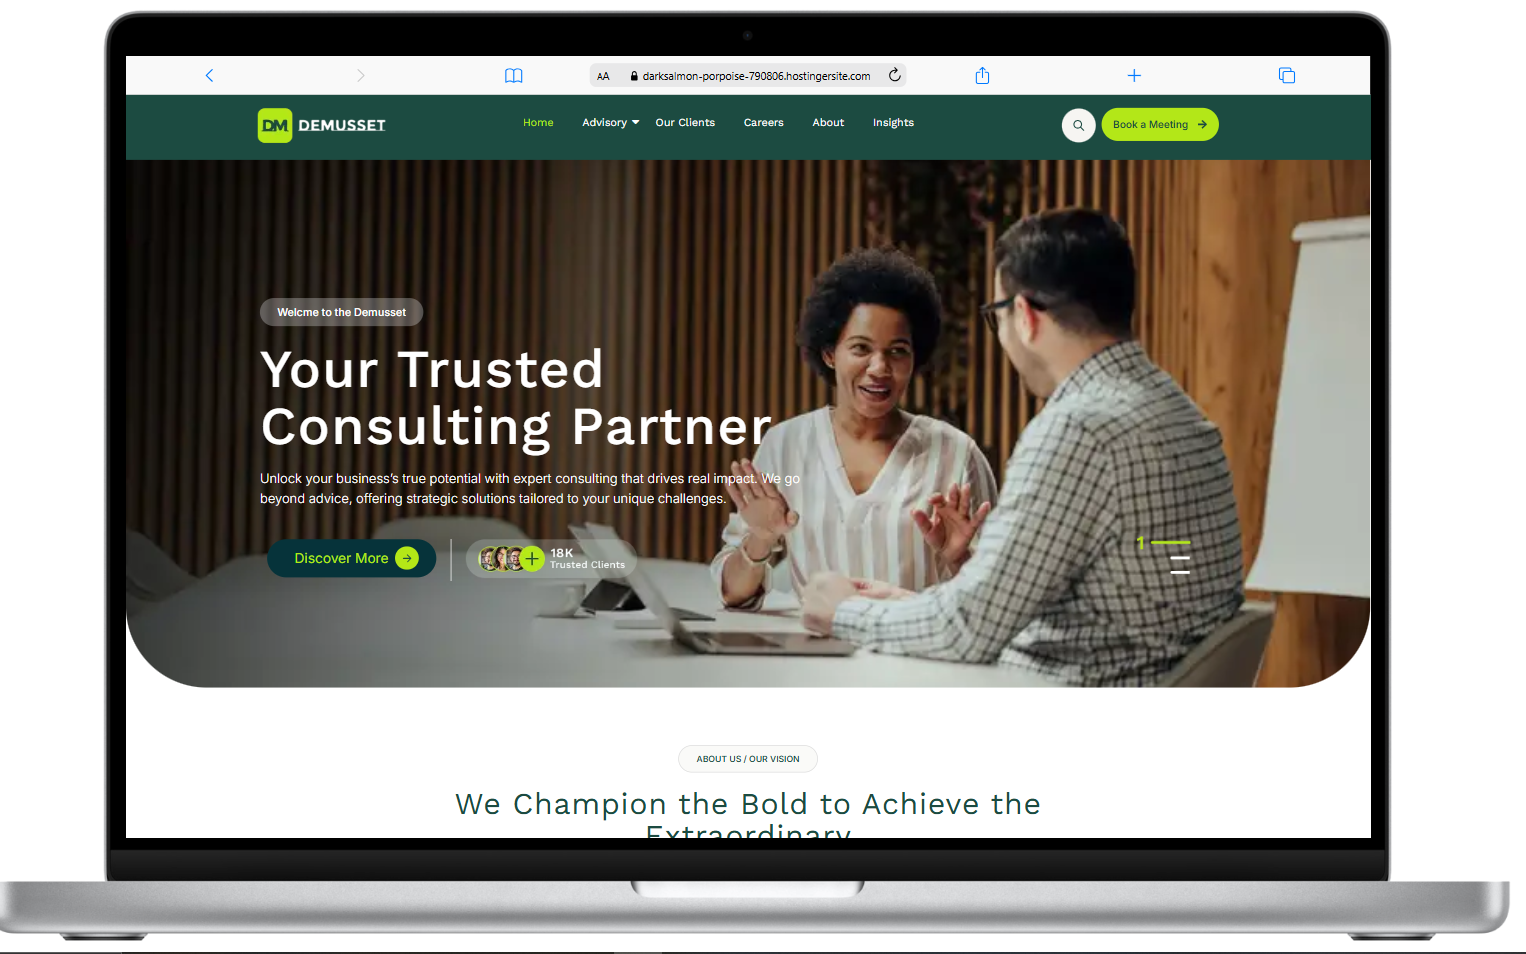 AA darksalmon-porpoise-790806.hostingersite.com
DM DEMUSSET Home Advisory Our Clients Careers About Insights Book a Meeting
Welcme to the Demusset
Your Trusted
Consulting Partner
Unlock your business's true potential with expert consulting that drives real impact. We go
beyond advice, offering strategic solutions tailored to your unique challenges.
1
Discover More
18K
Trusted Clients
ABOUT US / OUR VISION
We Champion the Bold to Achieve the
Extraordinary